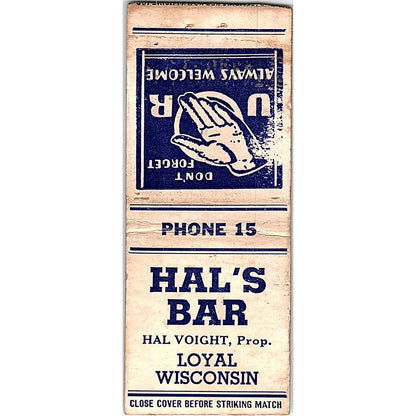 DON'T
FORGET
U R
ALWAYS WELCOME
PHONE 15
HAL'S
BAR
HAL VOIGHT, Prop.
LOYAL
WISCONSIN
CLOSE COVER BEFORE STRIKING MATCH